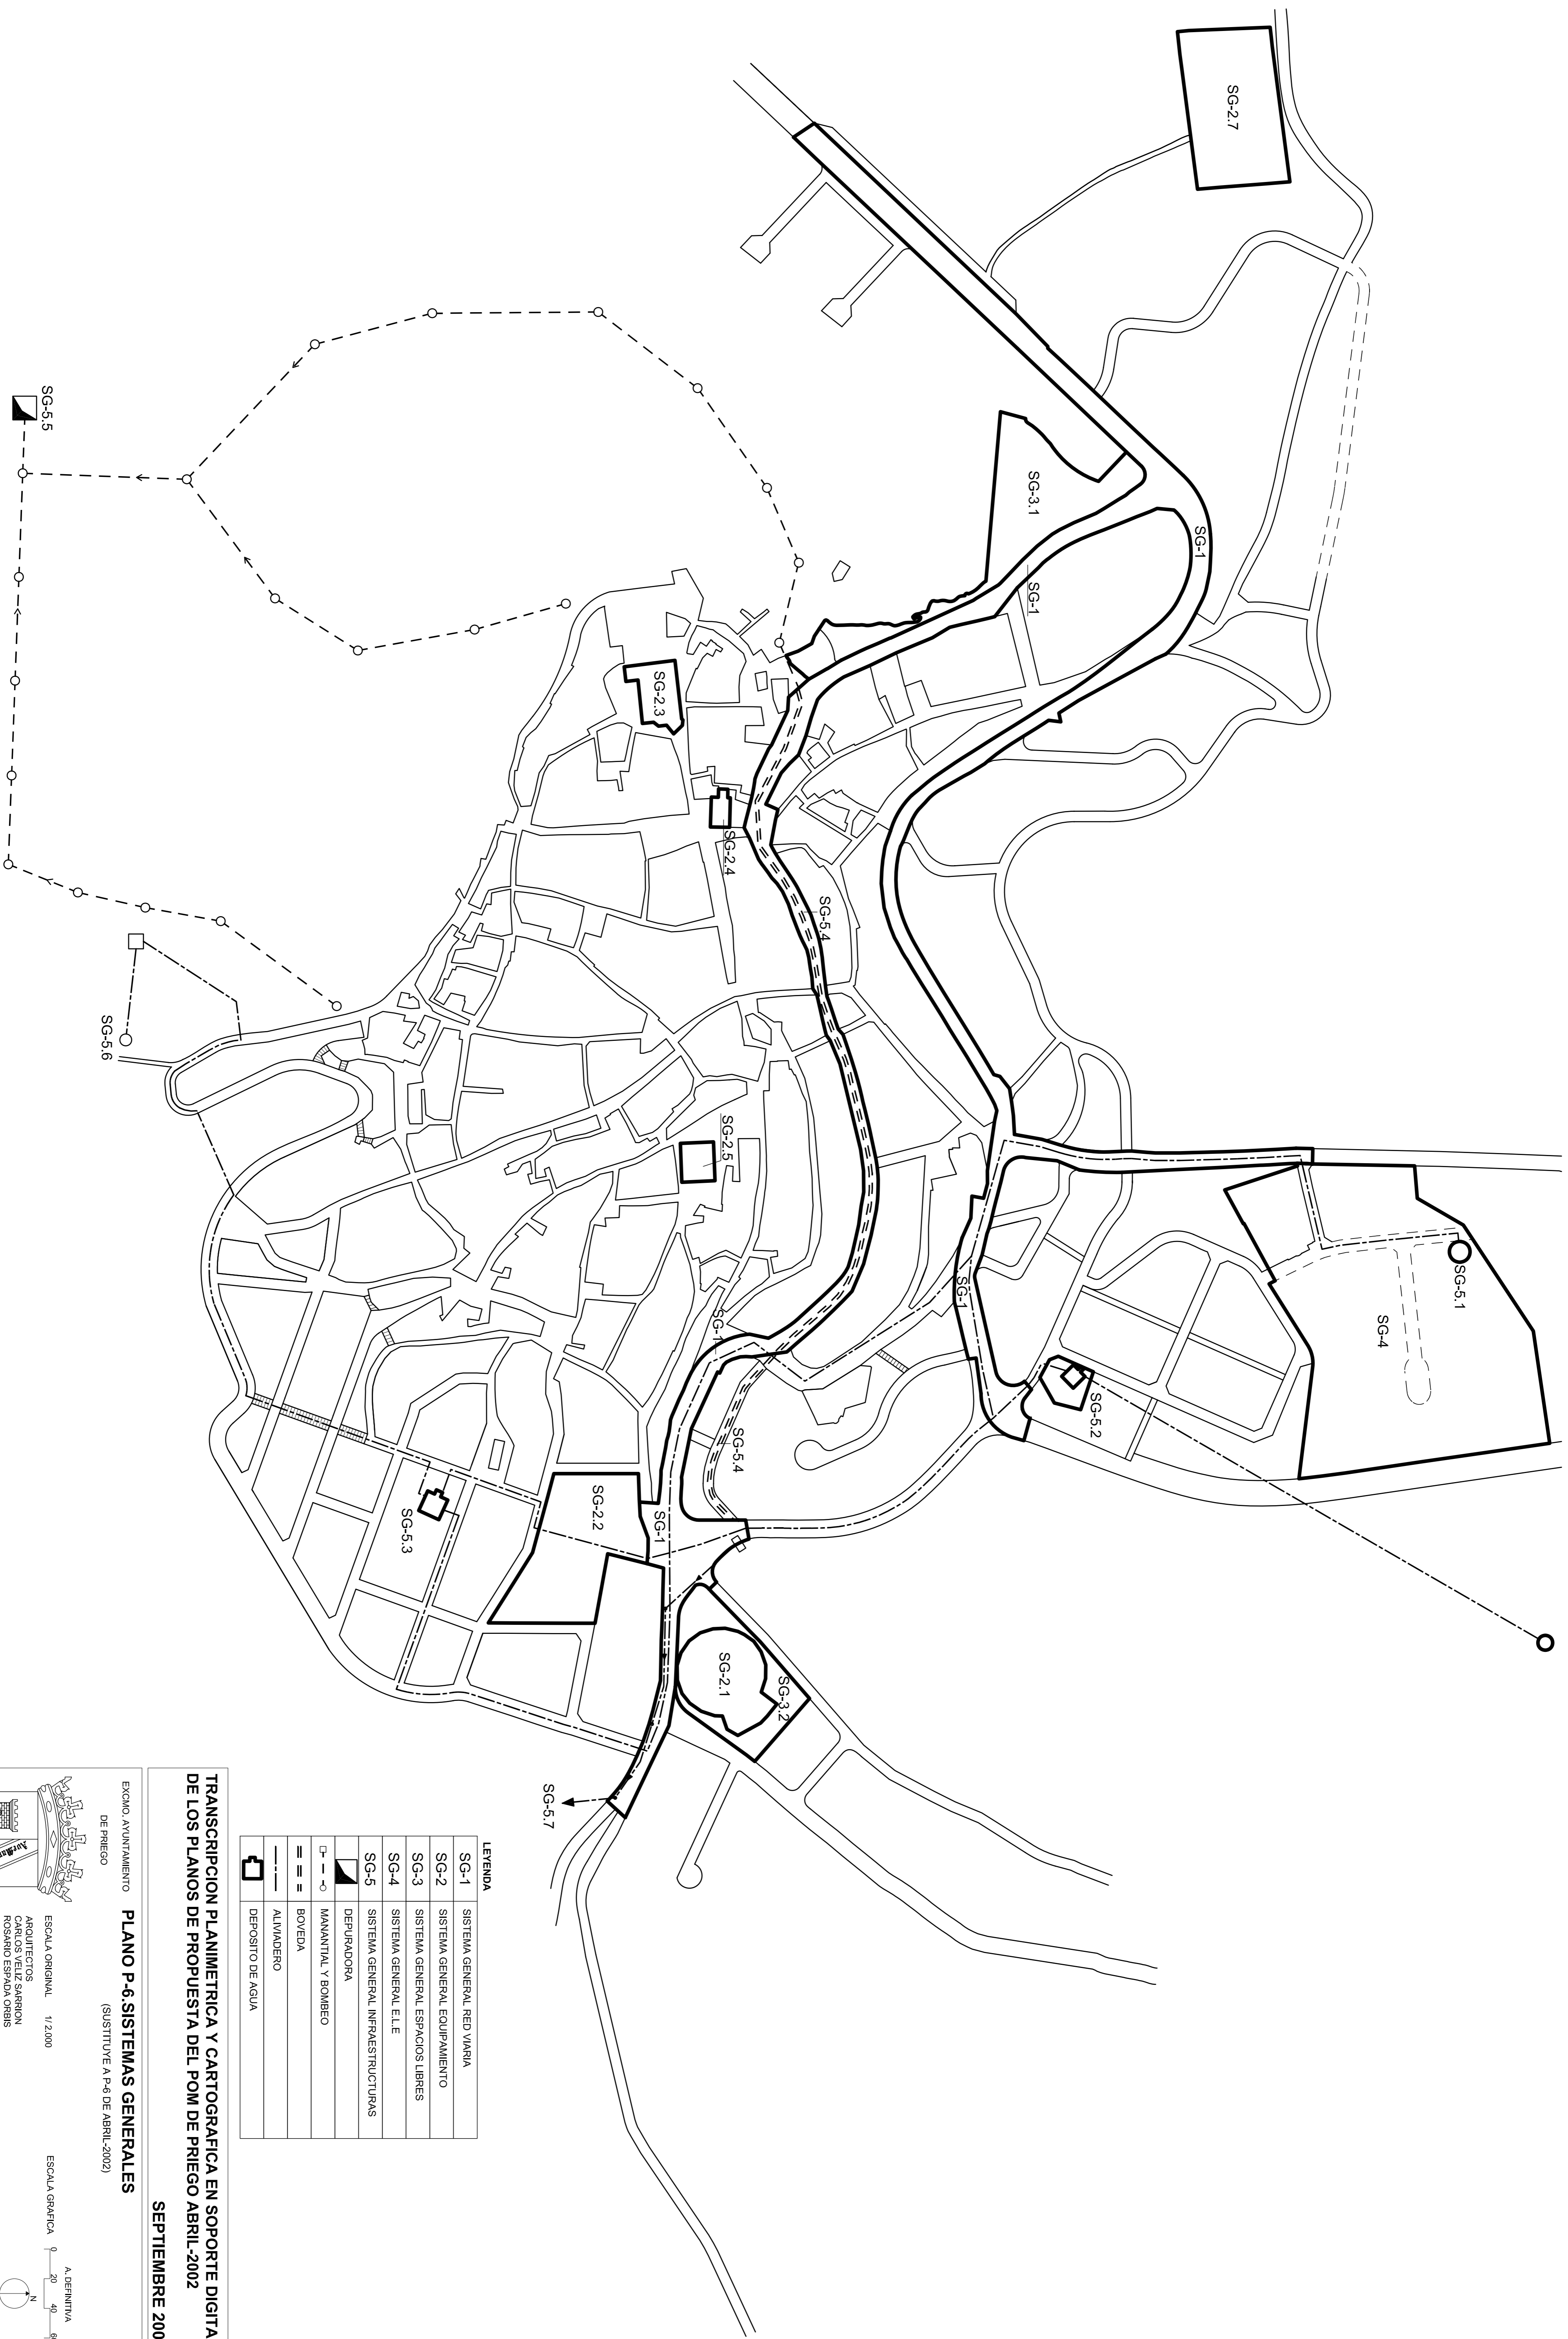 SG-2.7
SG-3.1
SG-1
SG-1
SG-5.5
SG-2.3
SG-2.4
SG-5.4
SG-5.6
SG-2.5
SG-5.1
SG-4
SG-1
SG-5.2
SG-1
SG-5.4
SG-2.2
SG-1
SG-5.3
SG-2.1
SG-3.2
SG-5.7
LEYENDA
SG-1 SISTEMA GENERAL RED VIARIA
SG-2 SISTEMA GENERAL EQUIPAMIENTO
SG-3 SISTEMA GENERAL ESPACIOS LIBRES
SG-4 SISTEMA GENERAL E.L.E
SG-5 SISTEMA GENERAL INFRAESTRUCTURAS
DEPURADORA
MANANTIAL Y BOMBEO
BOVEDA
ALIVIADERO
DEPOSITO DE AGUA
TRANSCRIPCION PLANIMETRICA Y CARTOGRAFICA EN SOPORTE DIGITA
DE LOS PLANOS DE PROPUESTA DEL POM DE PRIEGO ABRIL-2002
SEPTIEMBRE 200
EXCMO. AYUNTAMIENTO
DE PRIEGO
PLANO P-6.SISTEMAS GENERALES
(SUSTITUYE A P-6 DE ABRIL-2002)
ESCALA ORIGINAL 1/ 2.000
ARQUITECTOS
CARLOS VELIZ SARRION
ROSARIO ESPADA ORBIS
A. DEFINITIVA
ESCALA GRAFICA 0 20 40
N